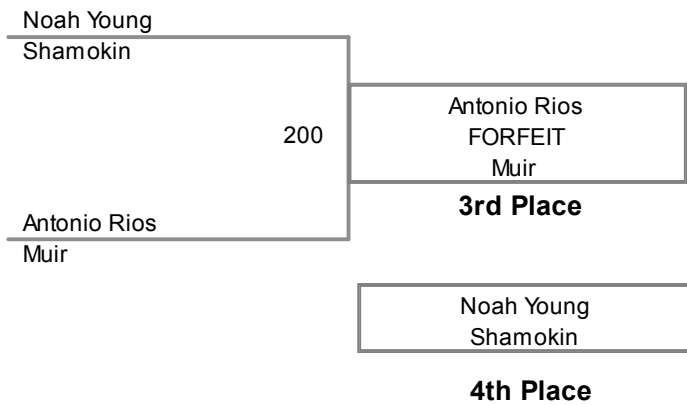 Noah Young
Shamokin
200
Antonio Rios
FORFEIT
Muir
3rd Place
Antonio Rios
Muir
Noah Young
Shamokin
4th Place